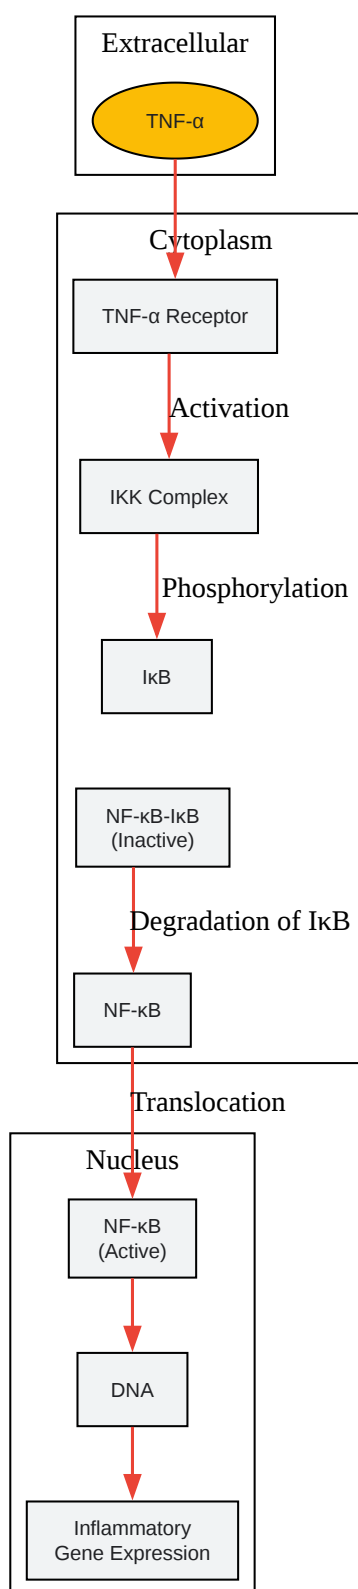 Extracellular
TNF-α
Cytoplasm
TNF-α Receptor
Activation
IKK Complex
Phosphorylation
IκB
NF-κB-IκB
(Inactive)
Degradation of IκB
NF-κB
Translocation
Nucleus
NF-κB
(Active)
DNA
Inflammatory
Gene Expression